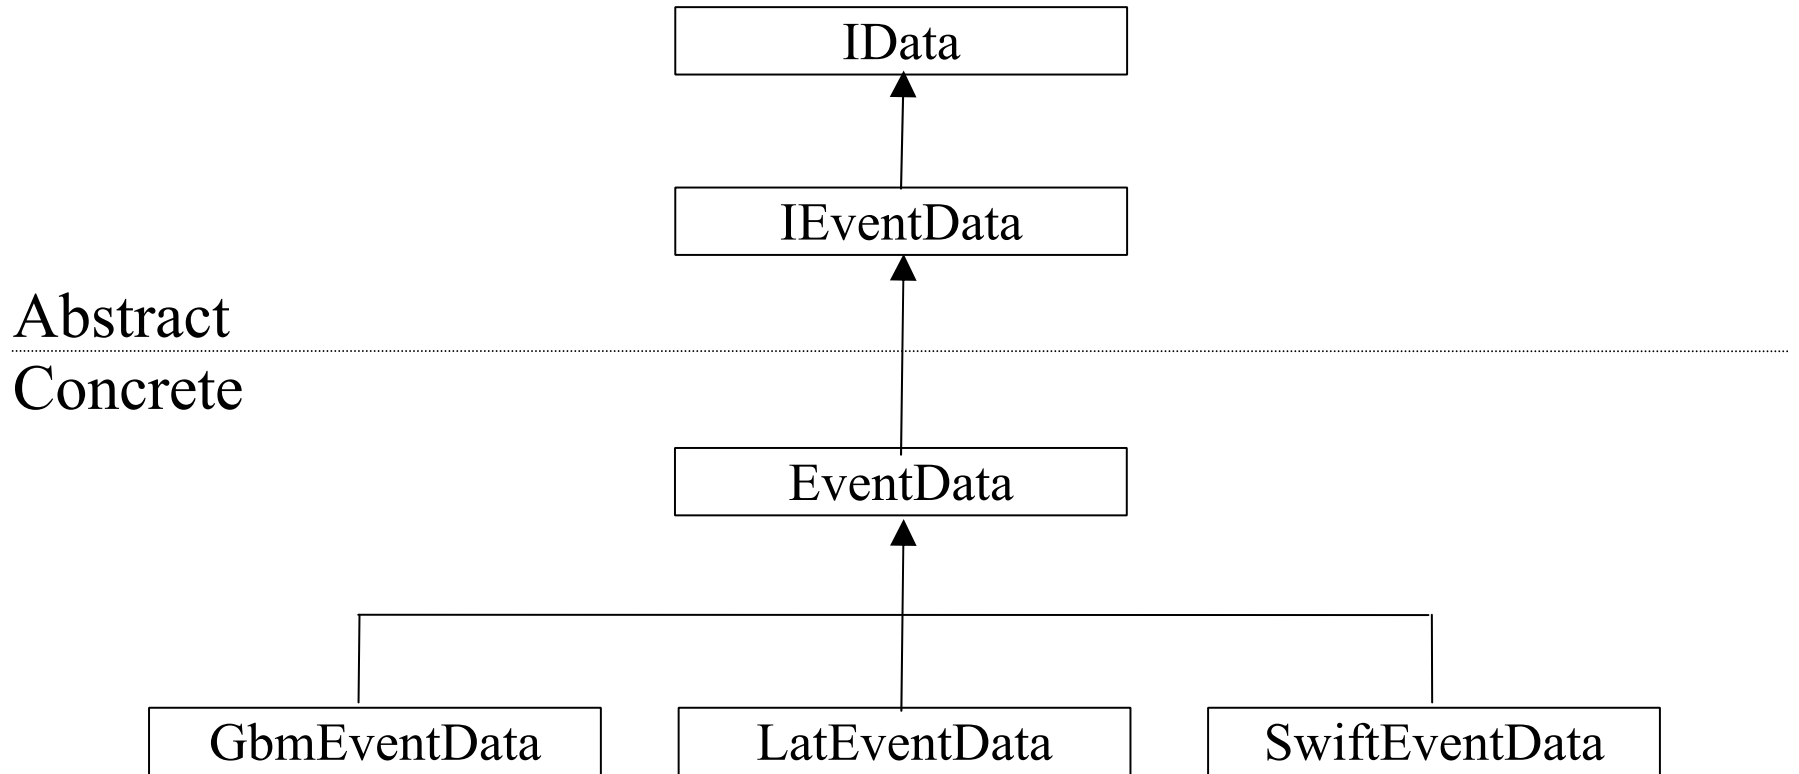 IData
IEventData
Abstract
Concrete
EventData
GbmEventData
LatEventData
SwiftEventData